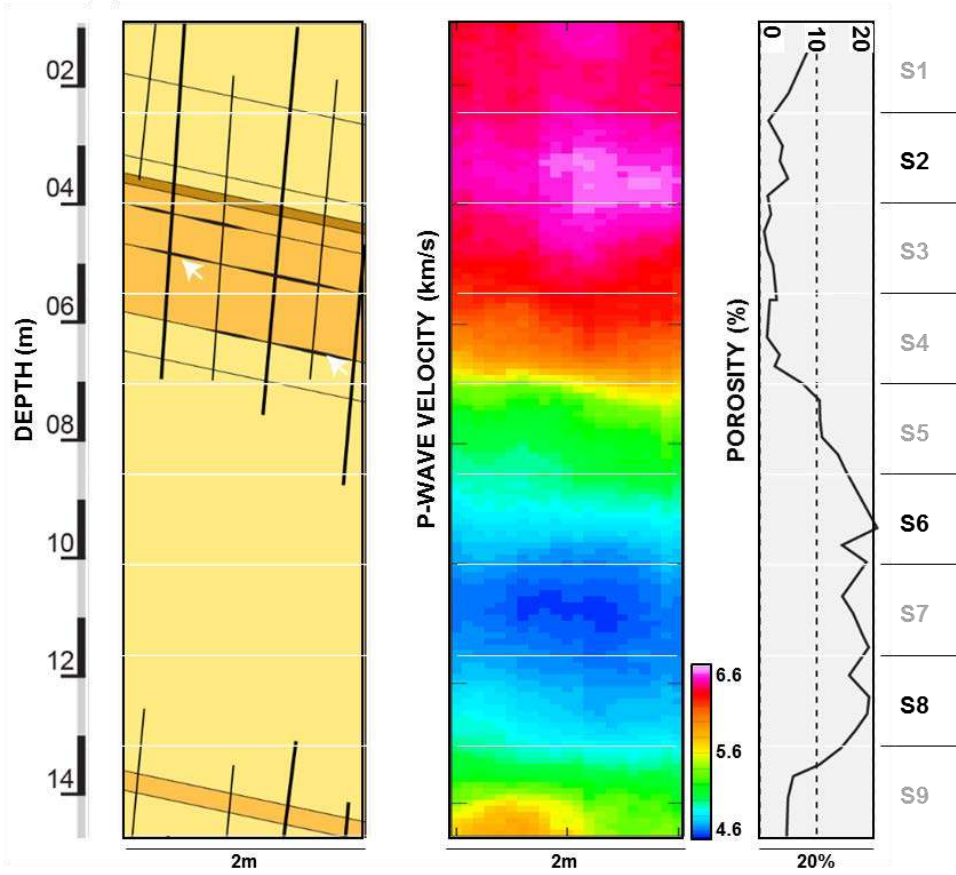 DEPTH (m)
02
04
06
08
10
12
14
2m
P-WAVE VELOCITY (km/s)
6.6
5.6
4.6
2m
POROSITY (%)
0 10 20
20%
S1
S2
S3
S4
S5
S6
S7
S8
S9